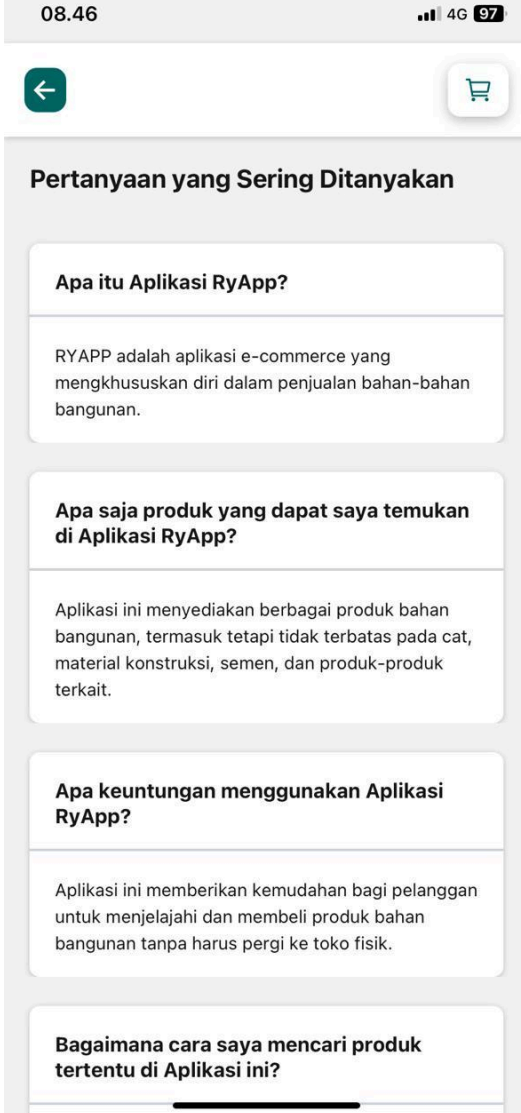 08.46
4G 97
Pertanyaan yang Sering Ditanyakan
Apa itu Aplikasi RyApp?
RYAPP adalah aplikasi e-commerce yang
mengkhususkan diri dalam penjualan bahan-bahan
bangunan.
Apa saja produk yang dapat saya temukan
di Aplikasi RyApp?
Aplikasi ini menyediakan berbagai produk bahan
bangunan, termasuk tetapi tidak terbatas pada cat,
material konstruksi, semen, dan produk-produk
terkait.
Apa keuntungan menggunakan Aplikasi
RyApp?
Aplikasi ini memberikan kemudahan bagi pelanggan
untuk menjelajahi dan membeli produk bahan
bangunan tanpa harus pergi ke toko fisik.
Bagaimana cara saya mencari produk
tertentu di Aplikasi ini?